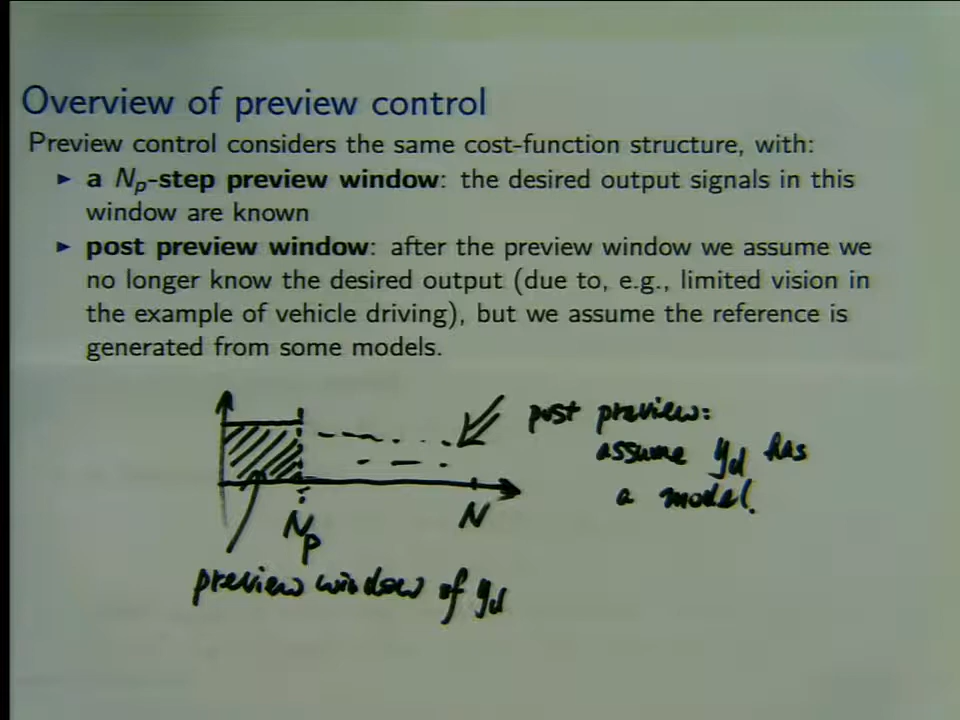 Overview of preview control
Preview control considers the same cost-function structure, with:
▶ a Np-step preview window: the desired output signals in this
window are known
▶ post preview window: after the preview window we assume we
no longer know the desired output (due to, e.g., limited vision in
the example of vehicle driving), but we assume the reference is
generated from some models.
post preview:
assume yd has
a model.
Np
N
preview window of yd